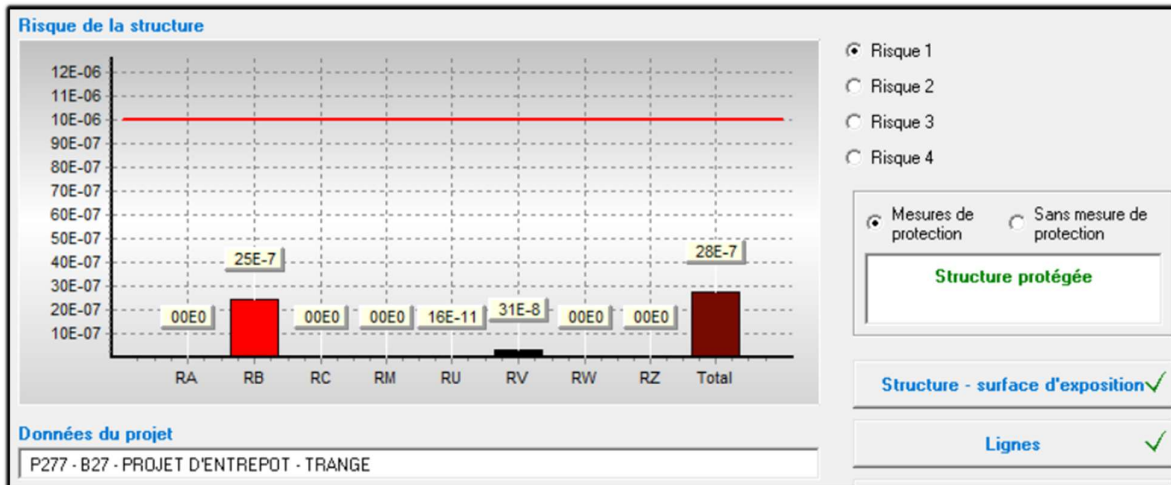 Risque de la structure
12E-06
11E-06
10E-06
90E-07
80E-07
70E-07
60E-07
50E-07
40E-07
30E-07
20E-07
10E-07
00E0
25E-7
00E0
00E0
16E-11
31E-8
00E0
00E0
28E-7
RA RB RC RM RU RV RW RZ Total
Risque 1
Risque 2
Risque 3
Risque 4
Mesures de protection
Sans mesure de protection
Structure protégée
Structure - surface d'exposition
Lignes
Données du projet
P277 - B27 - PROJET D'ENTREPOT - TRANGE